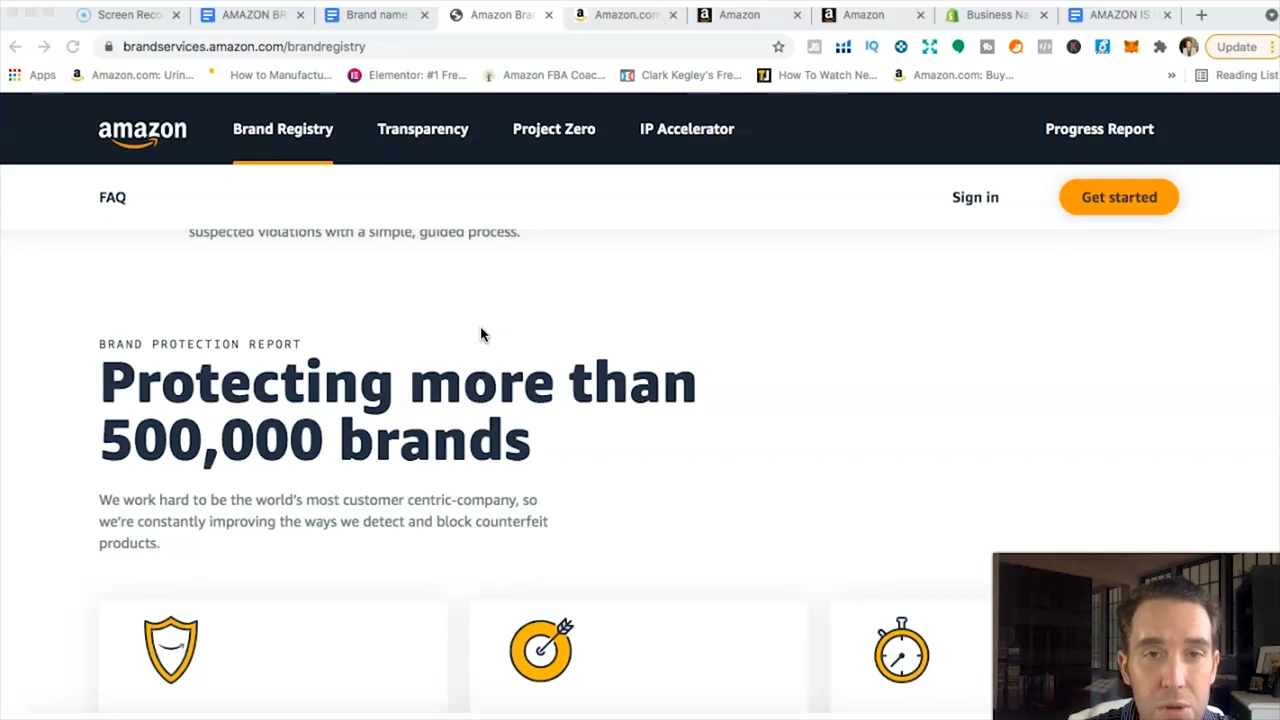 Screen Reco
AMAZON BR.
Brand name
Amazon Bra
Amazon.com
Amazon
Amazon
Business Na
AMAZON IS
brandservices.amazon.com/brandregistry
Update
Apps
Amazon.com: Urin...
How to Manufactu...
Elementor: #1 Fre...
Amazon FBA Coac...
Clark Kegley's Fre...
How To Watch Ne...
Amazon.com: Buy...
Reading List
amazon
Brand Registry
Transparency
Project Zero
IP Accelerator
Progress Report
FAQ
Sign in
Get started
suspected violations with a simple, guided process.
BRAND PROTECTION REPORT
Protecting more than
500,000 brands
We work hard to be the world's most customer centric-company, so
we're constantly improving the ways we detect and block counterfeit
products.